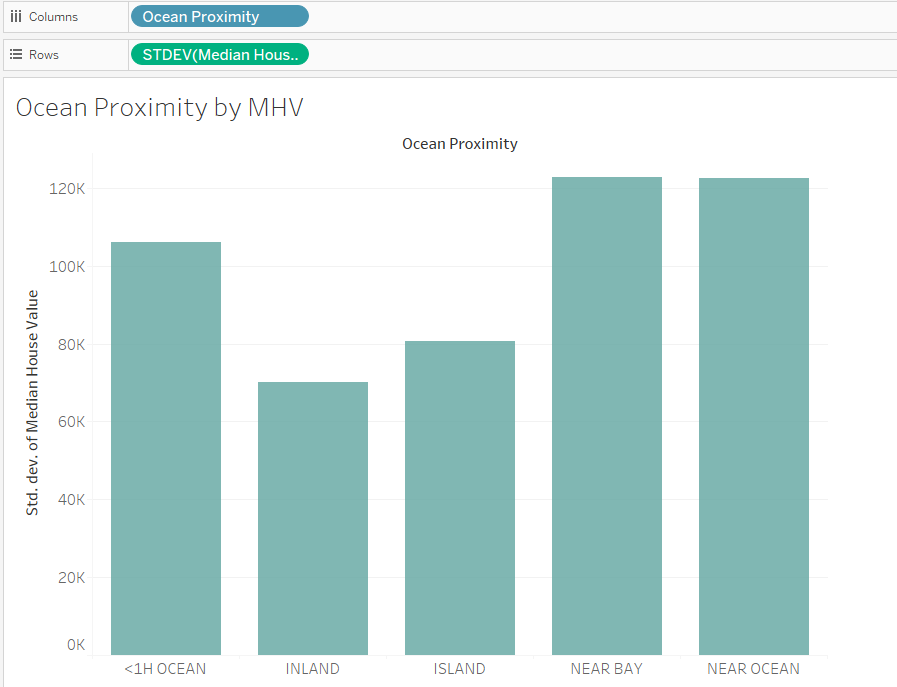 Columns
Ocean Proximity
Rows
STDEV(Median Hous..
Ocean Proximity by MHV
Ocean Proximity
Std. dev. of Median House Value
120K
100K
80K
60K
40K
20K
0K
<1H OCEAN
INLAND
ISLAND
NEAR BAY
NEAR OCEAN